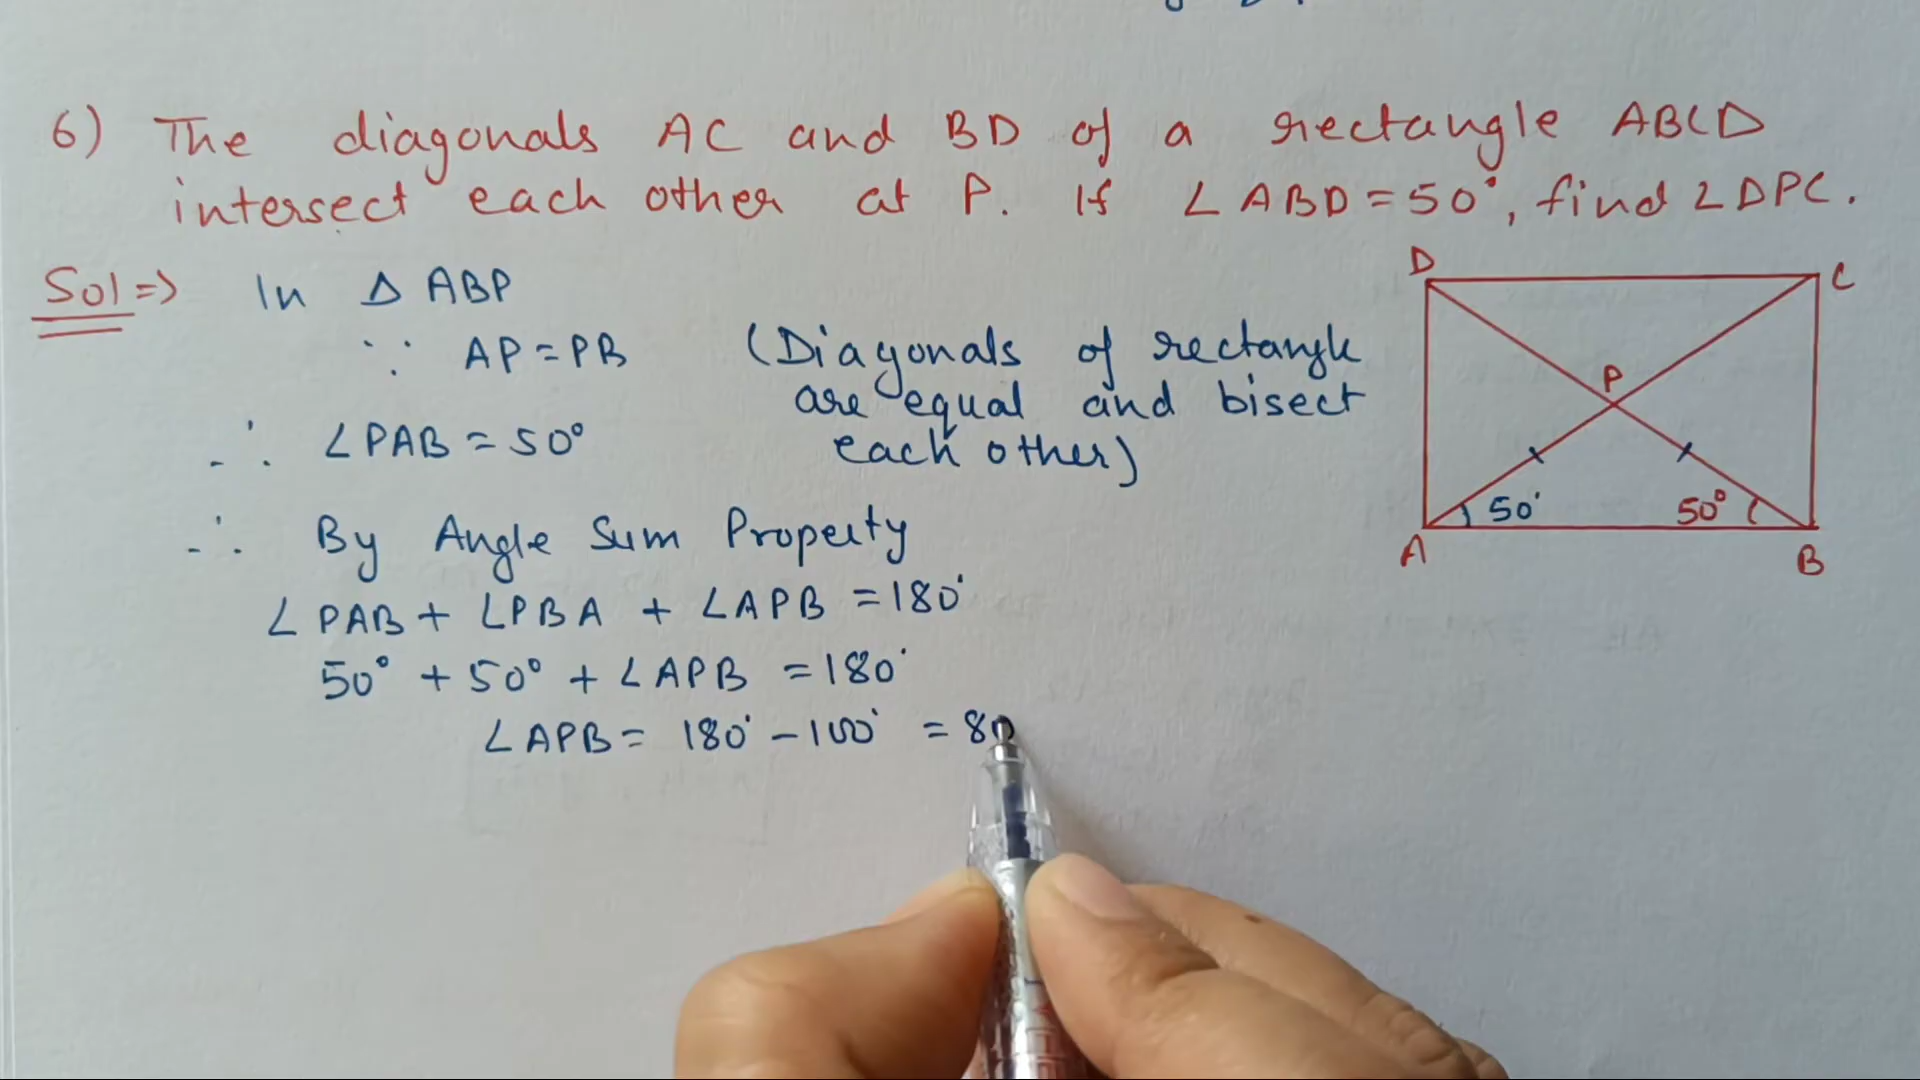 6) The diagonals AC and BD of a rectangle ABCD
intersect each other at P. If ∠ABD = 50°, find ∠DPC.
Sol => In Δ ABP
∵ AP = PB (Diagonals of rectangle
are equal and bisect
∴ ∠PAB = 50° each other)
∴ By Angle Sum Property
∠PAB + ∠PBA + ∠APB = 180°
50° + 50° + ∠APB = 180°
∠APB = 180° - 100° = 80
D
C
P
50°
50°
A
B